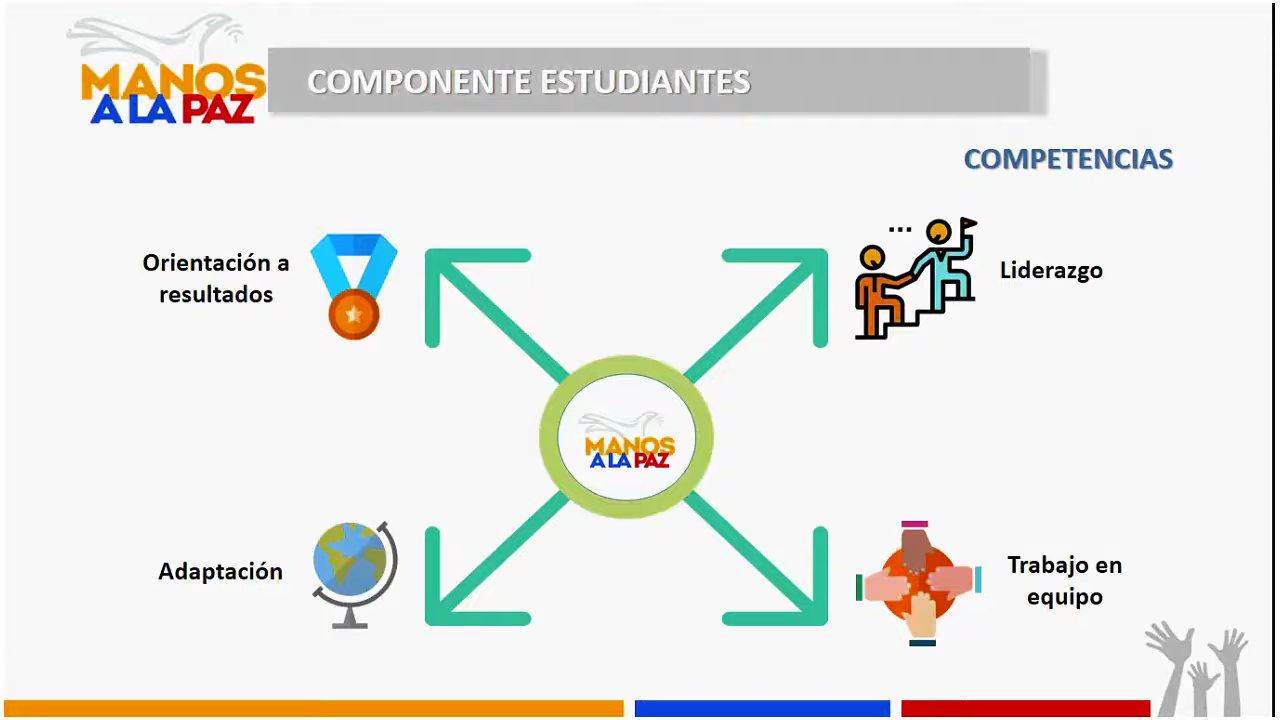 MANOS
A LA PAZ
COMPONENTE ESTUDIANTES
COMPETENCIAS
Orientación a
resultados
...
Liderazgo
MANOS
A LA PAZ
Adaptación
Trabajo en
equipo